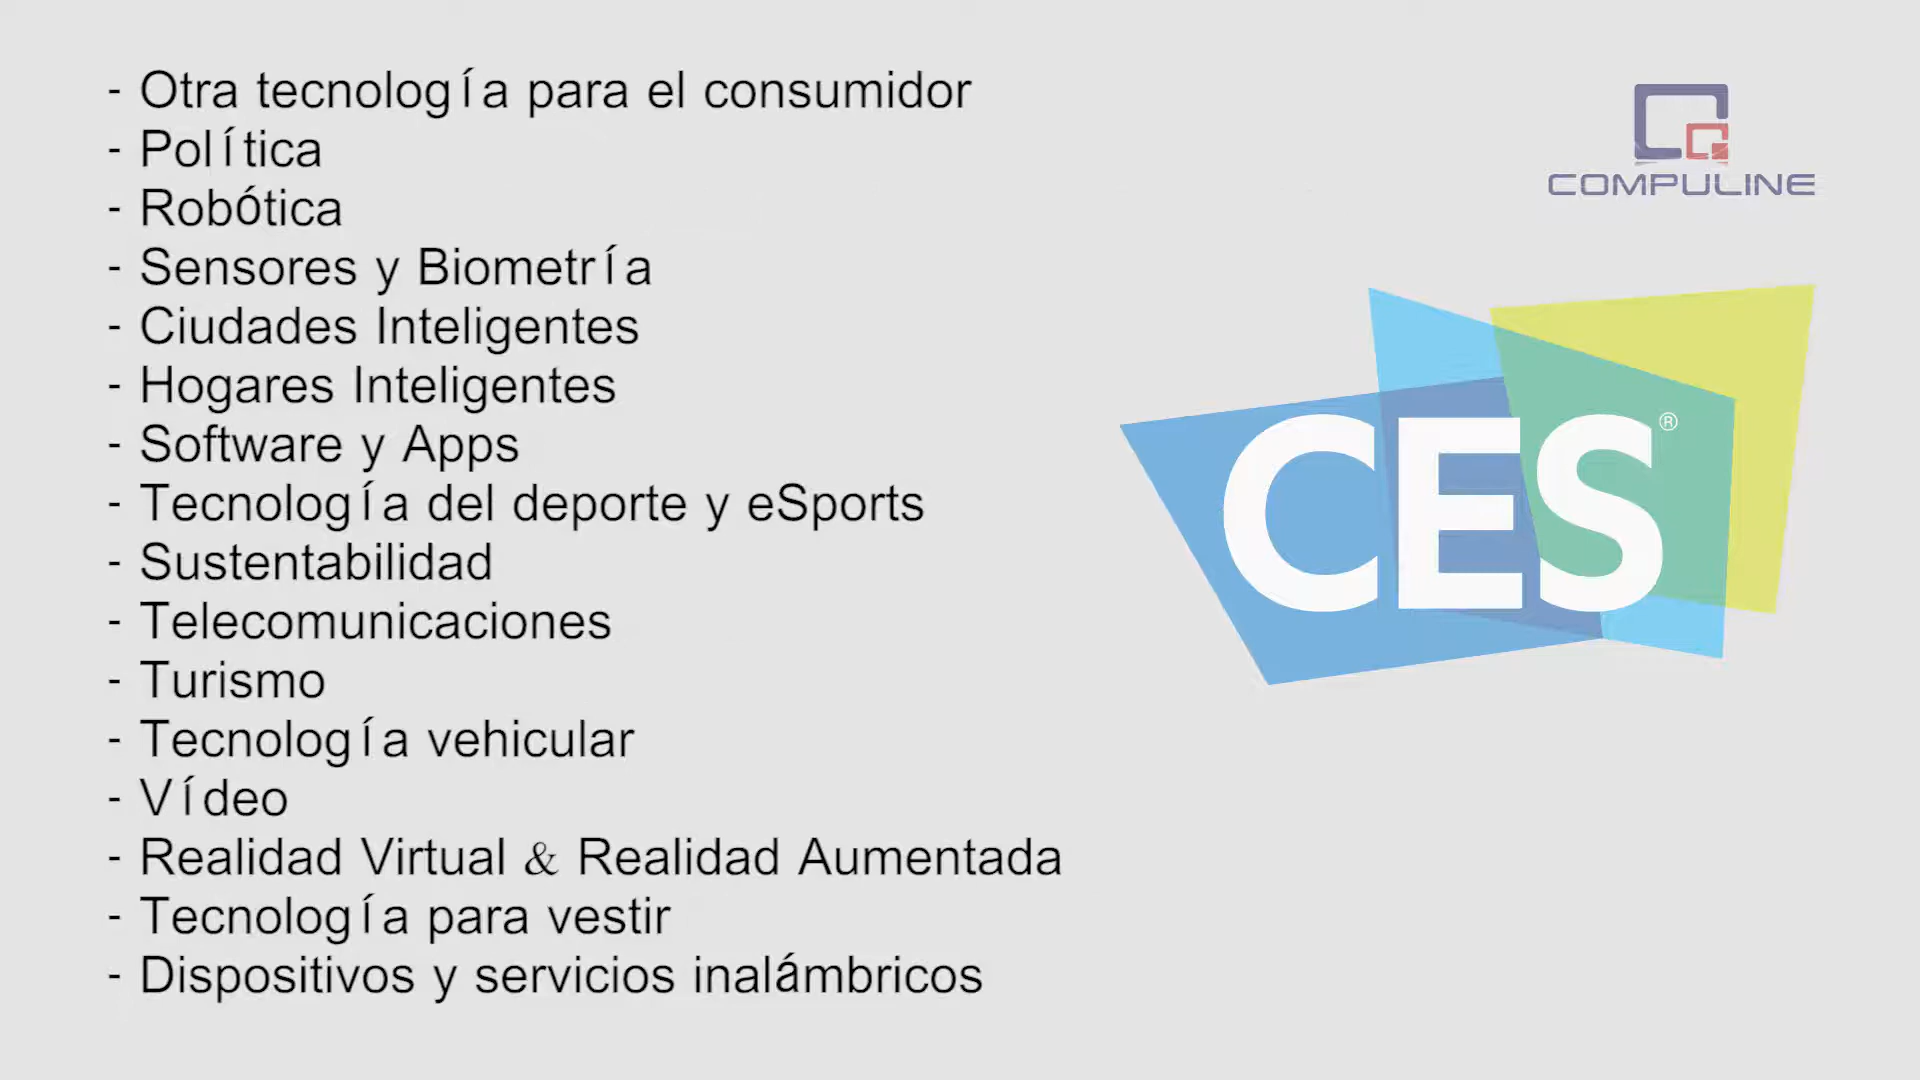 - Otra tecnología para el consumidor
- Política
- Robótica
- Sensores y Biometría
- Ciudades Inteligentes
- Hogares Inteligentes
- Software y Apps
- Tecnología del deporte y eSports
- Sustentabilidad
- Telecomunicaciones
- Turismo
- Tecnología vehicular
- Vídeo
- Realidad Virtual & Realidad Aumentada
- Tecnología para vestir
- Dispositivos y servicios inalámbricos
COMPULINE
CES®